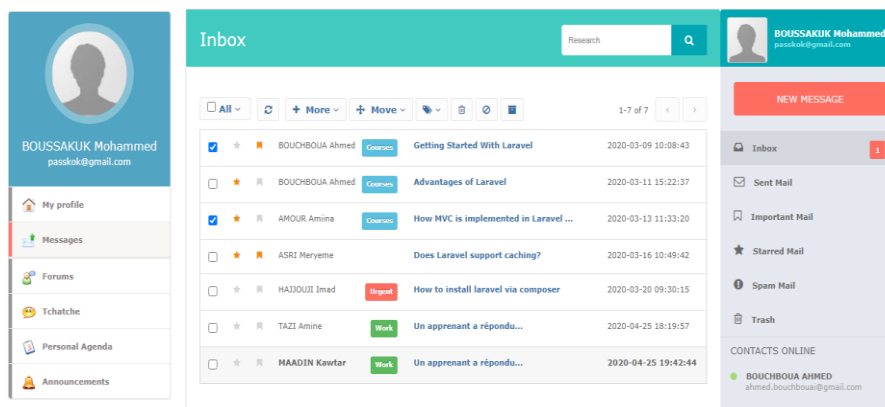 BOUSSAKUK Mohammed
passkok@gmail.com
My profile
Messages
Forums
Tchatche
Personal Agenda
Announcements
Inbox
Research
All
+ More
Move
1-7 of 7
BOUCHBOUA Ahmed Courses Getting Started With Laravel 2020-03-09 10:08:43
BOUCHBOUA Ahmed Courses Advantages of Laravel 2020-03-11 15:22:37
AMOUR Amiina Courses How MVC is implemented in Laravel ... 2020-03-13 11:33:20
ASRI Meryeme Does Laravel support caching? 2020-03-16 10:49:42
HAJJOUJI Imad Urgent How to install laravel via composer 2020-03-20 09:30:15
TAZI Amine Work Un apprenant a répondu... 2020-04-25 18:19:57
MAADIN Kawtar Work Un apprenant a répondu... 2020-04-25 19:42:44
BOUSSAKUK Mohammed
passkok@gmail.com
NEW MESSAGE
Inbox 1
Sent Mail
Important Mail
Starred Mail
Spam Mail
Trash
CONTACTS ONLINE
BOUCHBOUA AHMED
ahmed.bouchbouai@gmail.com